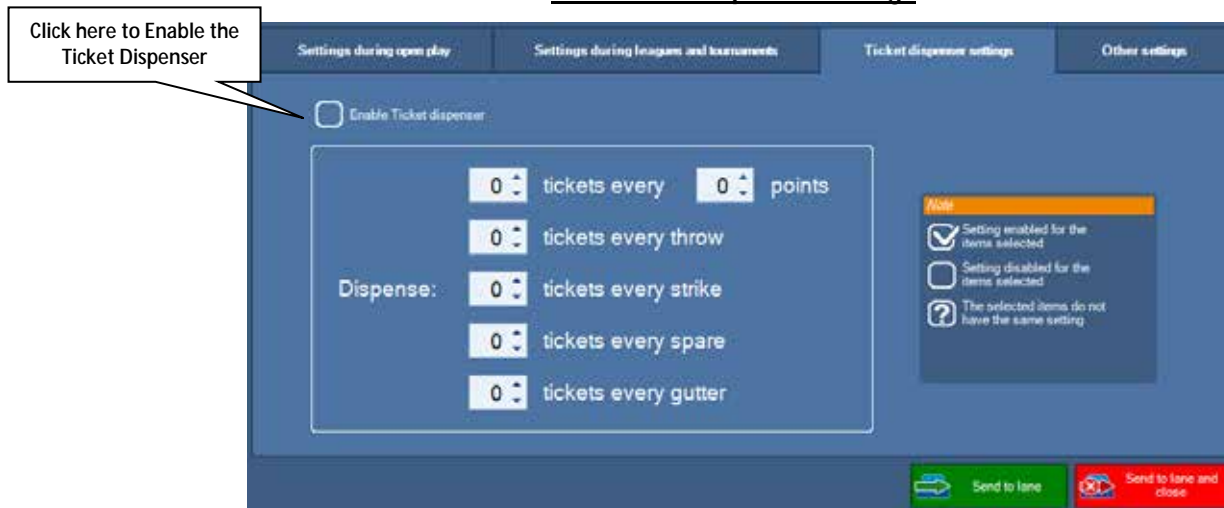 Click here to Enable the
Ticket Dispenser
Settings during open play
Settings during leagues and tournaments
Ticket dispenser settings
Other settings
Enable Ticket dispenser
0 tickets every 0 points
0 tickets every throw
Dispense: 0 tickets every strike
0 tickets every spare
0 tickets every gutter
Note
Setting enabled for the
items selected
Setting disabled for the
items selected
The selected items do not
have the same setting
Send to lane
Send to lane and
close